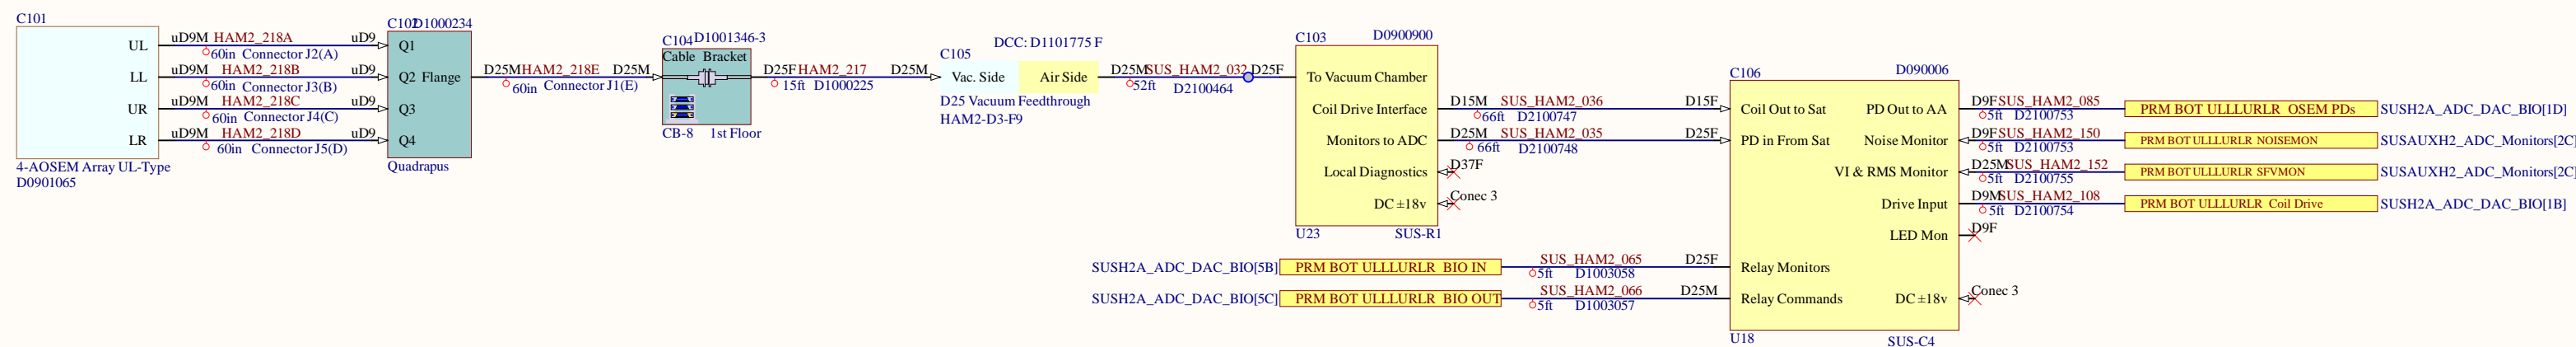 C101
UL
LL
UR
LR
4-AOSEM Array UL-Type
D0901065
uD9M HAM2_218A uD9
60in Connector J2(A)
uD9M HAM2_218B uD9
60in Connector J3(B)
uD9M HAM2_218C uD9
60in Connector J4(C)
uD9M HAM2_218D uD9
60in Connector J5(D)
C102 D1000234
Q1
Q2 Flange
Q3
Q4
Quadrapus
D25M HAM2_218E D25M
60in Connector J1(E)
C104 D1001346-3
Cable Bracket
CB-8 1st Floor
D25F HAM2_217 D25M
15ft D1000225
DCC: D1101775 F
C105
Vac. Side Air Side
D25 Vacuum Feedthrough
HAM2-D3-F9
D25M SUS_HAM2_032 D25F
52ft D2100464
C103 D0900900
To Vacuum Chamber
Coil Drive Interface
Monitors to ADC
Local Diagnostics
DC ±18v
U23 SUS-R1
D15M SUS_HAM2_036 D15F
66ft D2100747
D25M SUS_HAM2_035 D25F
66ft D2100748
D37F
Conec 3
SUSH2A_ADC_DAC_BIO[5B] PRM BOT ULLLURLR BIO IN SUS_HAM2_065 D25F
5ft D1003058
SUSH2A_ADC_DAC_BIO[5C] PRM BOT ULLLURLR BIO OUT SUS_HAM2_066 D25M
5ft D1003057
C106 D090006
Coil Out to Sat PD Out to AA
PD in From Sat Noise Monitor
VI & RMS Monitor
Drive Input
LED Mon
Relay Monitors
Relay Commands DC ±18v
U18 SUS-C4
D9F SUS_HAM2_085 PRM BOT ULLLURLR OSEM PDs SUSH2A_ADC_DAC_BIO[1D]
5ft D2100753
D9F SUS_HAM2_150 PRM BOT ULLLURLR NOISEMON SUSAUXH2_ADC_Monitors[2C]
5ft D2100753
D25M SUS_HAM2_152 PRM BOT ULLLURLR SFVMON SUSAUXH2_ADC_Monitors[2C]
5ft D2100755
D9M SUS_HAM2_108 PRM BOT ULLLURLR Coil Drive SUSH2A_ADC_DAC_BIO[1B]
5ft D2100754
D9F
Conec 3